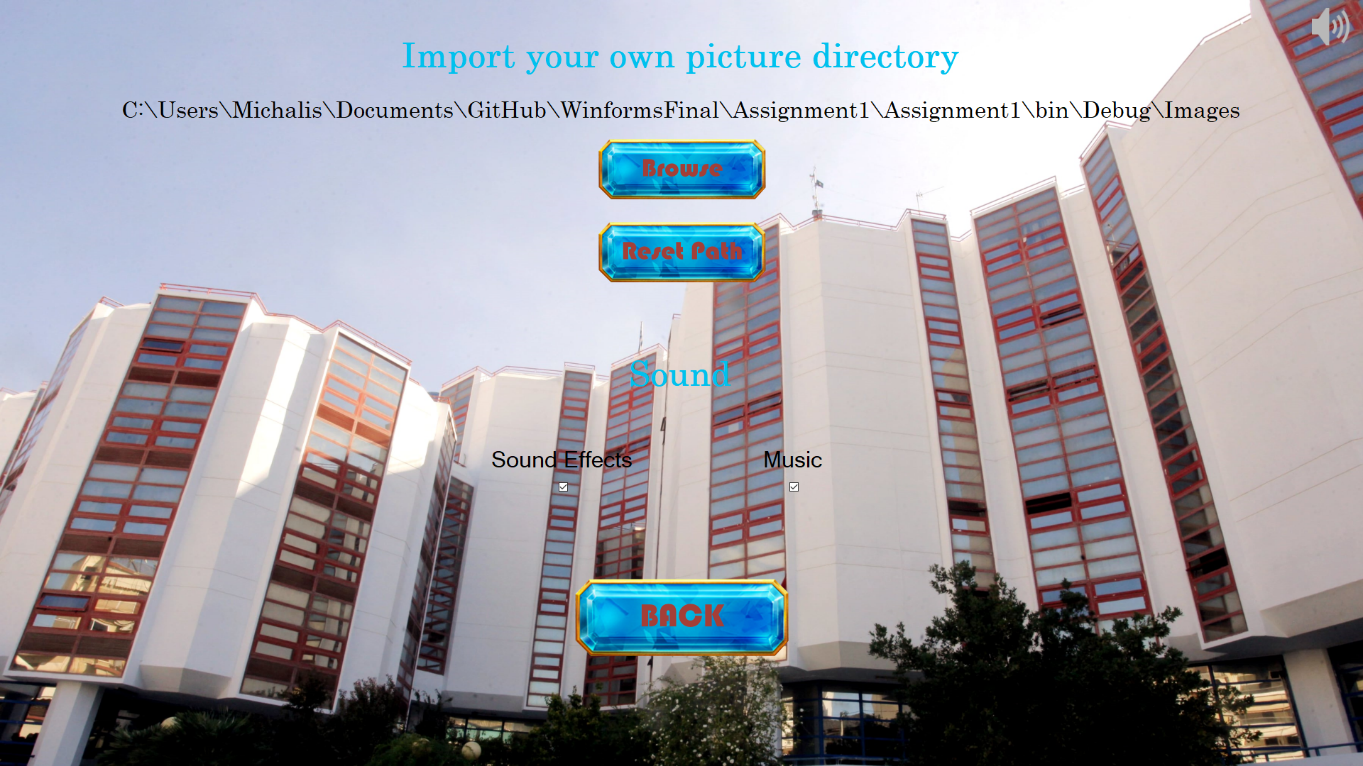 Import your own picture directory
C:\Users\Michalis\Documents\GitHub\WinformsFinal\Assignment1\Assignment1\bin\Debug\Images
Browse
Reset Path
Sound
Sound Effects Music
BACK